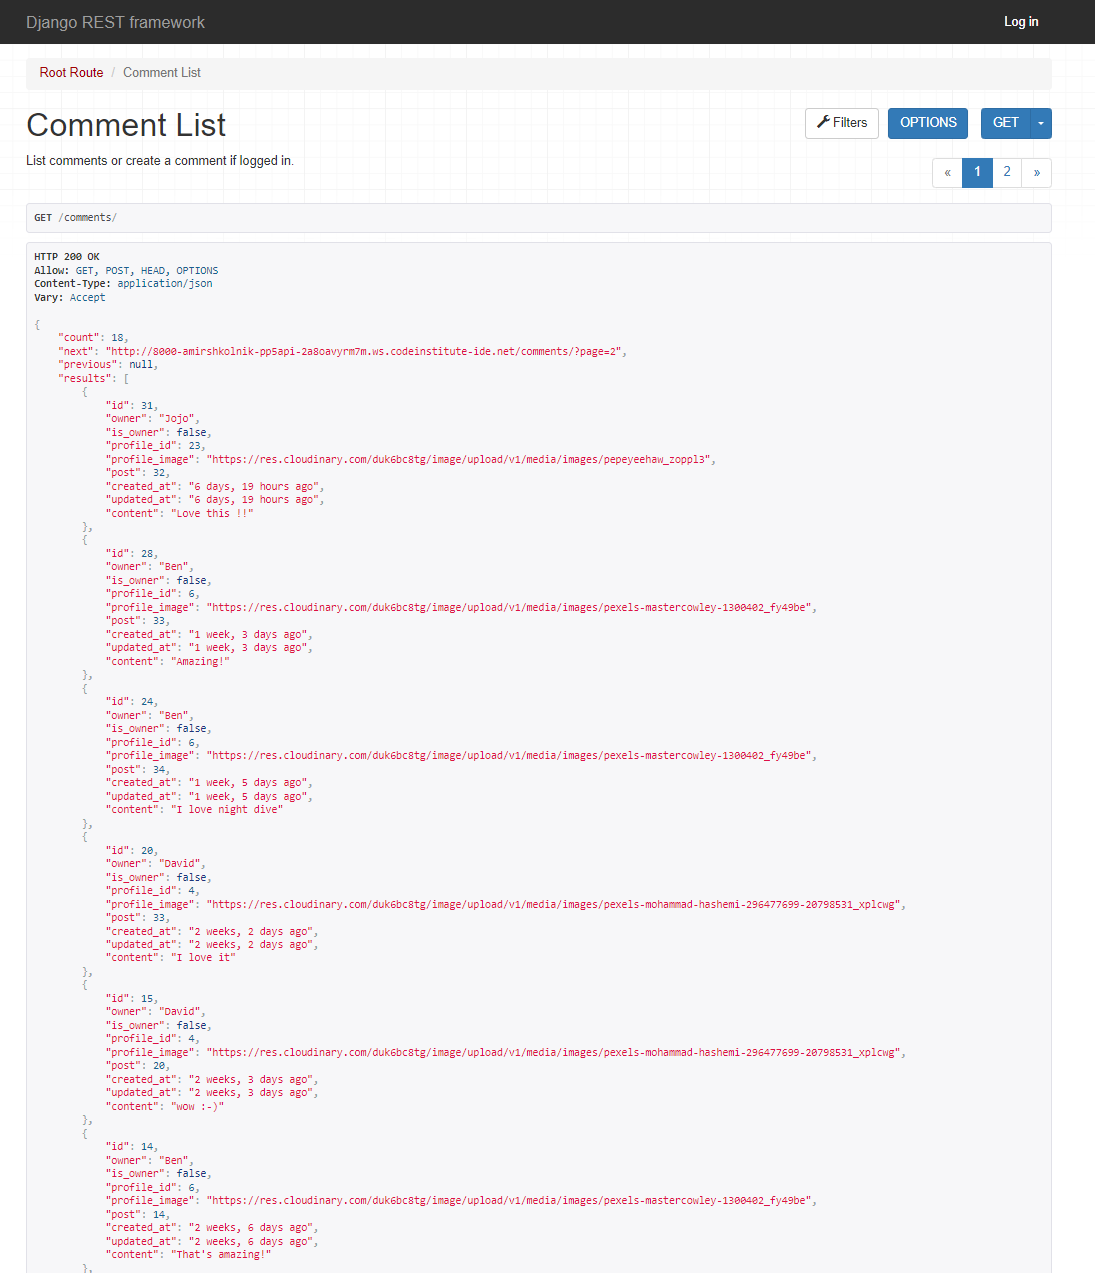 Django REST framework
Log in
Root Route / Comment List
Comment List
Filters
OPTIONS
GET
List comments or create a comment if logged in.
« 1 2 »
GET /comments/
HTTP 200 OK
Allow: GET, POST, HEAD, OPTIONS
Content-Type: application/json
Vary: Accept
{
"count": 18,
"next": "http://8000-amirshkolnik-pp5api-2a8oavyrm7m.ws.codeinstitute-ide.net/comments/?page=2",
"previous": null,
"results": [
{
"id": 31,
"owner": "Jojo",
"is_owner": false,
"profile_id": 23,
"profile_image": "https://res.cloudinary.com/duk6bc8tg/image/upload/v1/media/images/pepeyeehaw_zoppl3",
"post": 32,
"created_at": "6 days, 19 hours ago",
"updated_at": "6 days, 19 hours ago",
"content": "Love this !!"
},
{
"id": 28,
"owner": "Ben",
"is_owner": false,
"profile_id": 6,
"profile_image": "https://res.cloudinary.com/duk6bc8tg/image/upload/v1/media/images/pexels-mastercowley-1300402_fy49be",
"post": 33,
"created_at": "1 week, 3 days ago",
"updated_at": "1 week, 3 days ago",
"content": "Amazing!"
},
{
"id": 24,
"owner": "Ben",
"is_owner": false,
"profile_id": 6,
"profile_image": "https://res.cloudinary.com/duk6bc8tg/image/upload/v1/media/images/pexels-mastercowley-1300402_fy49be",
"post": 34,
"created_at": "1 week, 5 days ago",
"updated_at": "1 week, 5 days ago",
"content": "I love night dive"
},
{
"id": 20,
"owner": "David",
"is_owner": false,
"profile_id": 4,
"profile_image": "https://res.cloudinary.com/duk6bc8tg/image/upload/v1/media/images/pexels-mohammad-hashemi-296477699-20798531_xplcwg",
"post": 33,
"created_at": "2 weeks, 2 days ago",
"updated_at": "2 weeks, 2 days ago",
"content": "I love it"
},
{
"id": 15,
"owner": "David",
"is_owner": false,
"profile_id": 4,
"profile_image": "https://res.cloudinary.com/duk6bc8tg/image/upload/v1/media/images/pexels-mohammad-hashemi-296477699-20798531_xplcwg",
"post": 20,
"created_at": "2 weeks, 3 days ago",
"updated_at": "2 weeks, 3 days ago",
"content": "wow :-)"
},
{
"id": 14,
"owner": "Ben",
"is_owner": false,
"profile_id": 6,
"profile_image": "https://res.cloudinary.com/duk6bc8tg/image/upload/v1/media/images/pexels-mastercowley-1300402_fy49be",
"post": 14,
"created_at": "2 weeks, 6 days ago",
"updated_at": "2 weeks, 6 days ago",
"content": "That's amazing!"
},